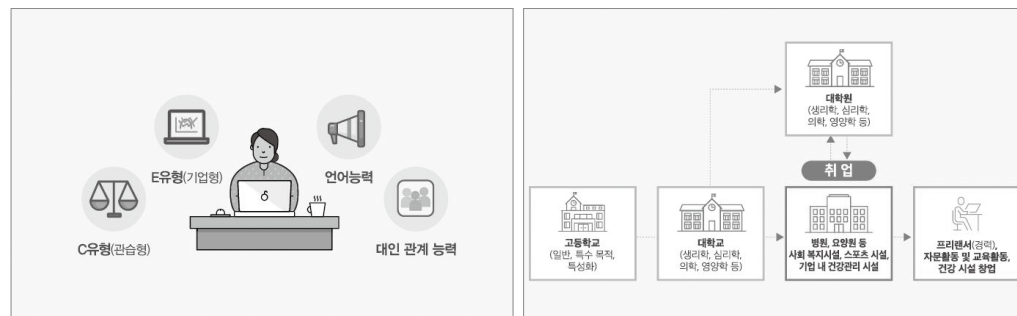 E유형(기업형)
언어능력
C유형(관습형)
대인 관계 능력
대학원
(생리학, 심리학,
의학, 영양학 등)
취업
고등학교
(일반, 특수 목적,
특성화)
대학교
(생리학, 심리학,
의학, 영양학 등)
병원, 요양원 등
사회 복지시설, 스포츠 시설,
기업 내 건강관리 시설
프리랜서(경력),
자문활동 및 교육활동,
건강 시설 창업